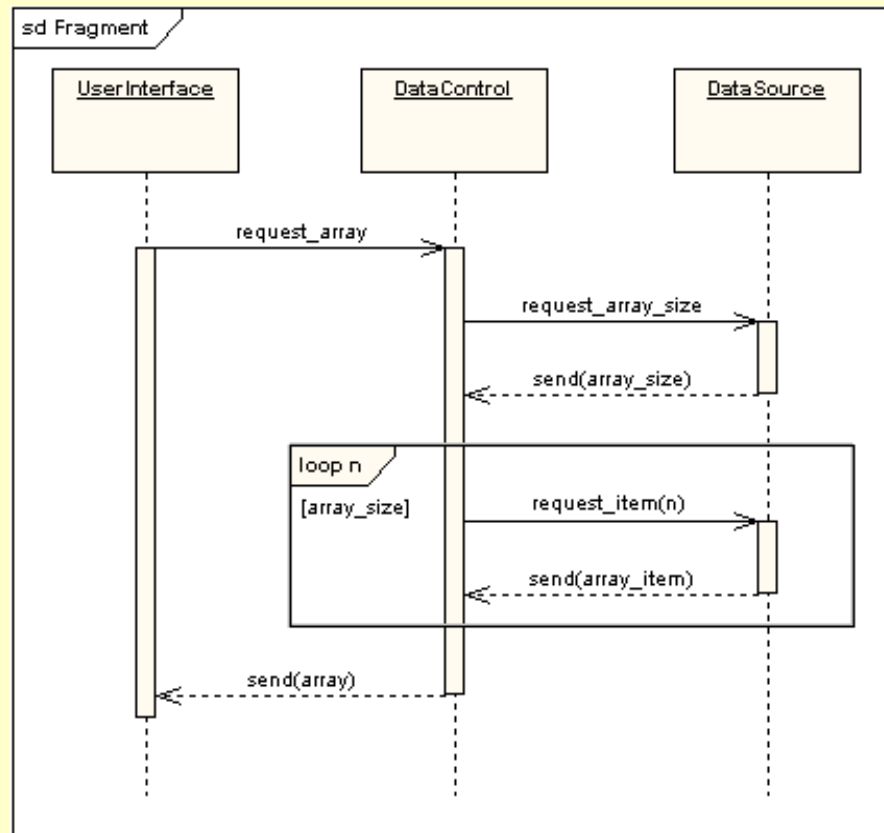 sd Fragment
UserInterface
DataControl
DataSource
request_array
request_array_size
send(array_size)
loop n
[array_size]
request_item(n)
send(array_item)
send(array)